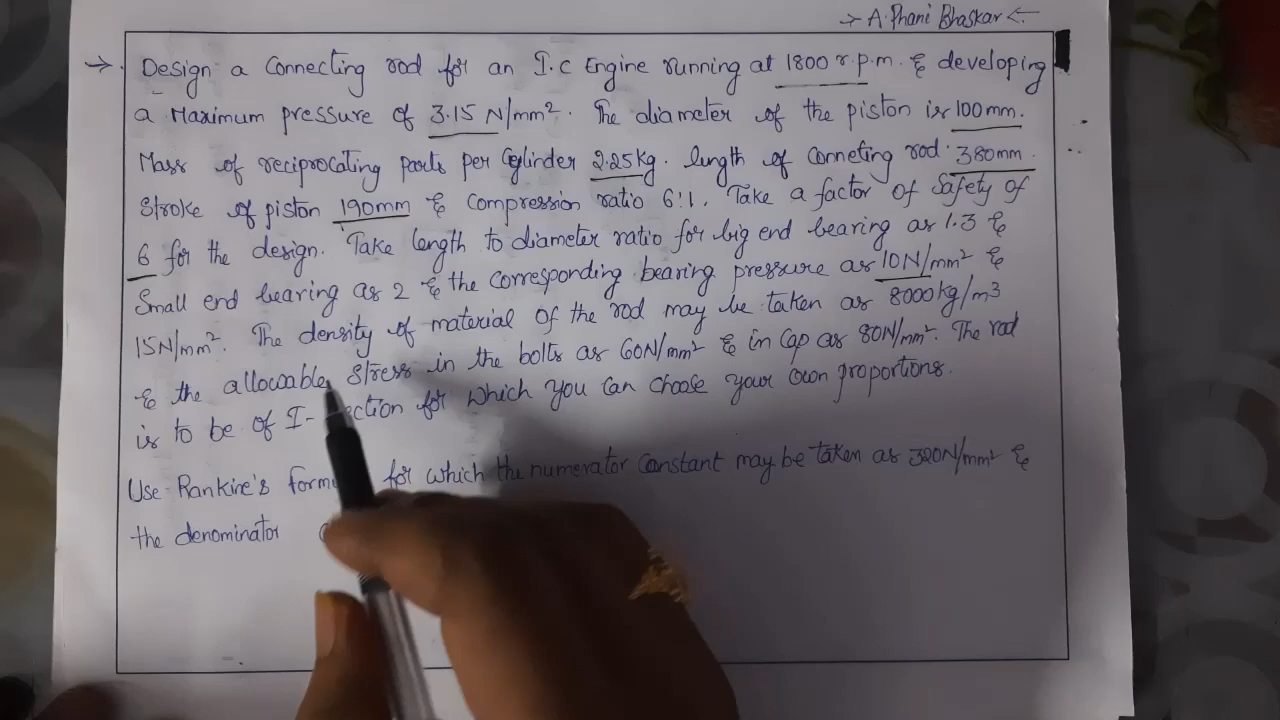 → A. Phani Bhaskar ←
→. Design a Connecting rod for an I.C Engine running at 1800 r.p.m. & developing
a Maximum pressure of 3.15 N/mm². The diameter of the piston is 100mm.
Mass of reciprocating parts per Cylinder 2.25Kg. length of conneting rod 380mm.
Stroke of piston 190mm & Compression ratio 6:1. Take a factor of Safety of
6 for the design. Take length to diameter ratio for big end bearing as 1.3 &
Small end bearing as 2 & the corresponding bearing pressure as 10N/mm² &
15N/mm². The density of material of the rod may be taken as 8000kg/m³
& the allowable stress in the bolts as 60N/mm² & in Cap as 80N/mm². The rod
is to be of I- for which you can choose your own proportions.
Use Rankine's for which the numerator Constant may be taken as 320N/mm² &
the denominator